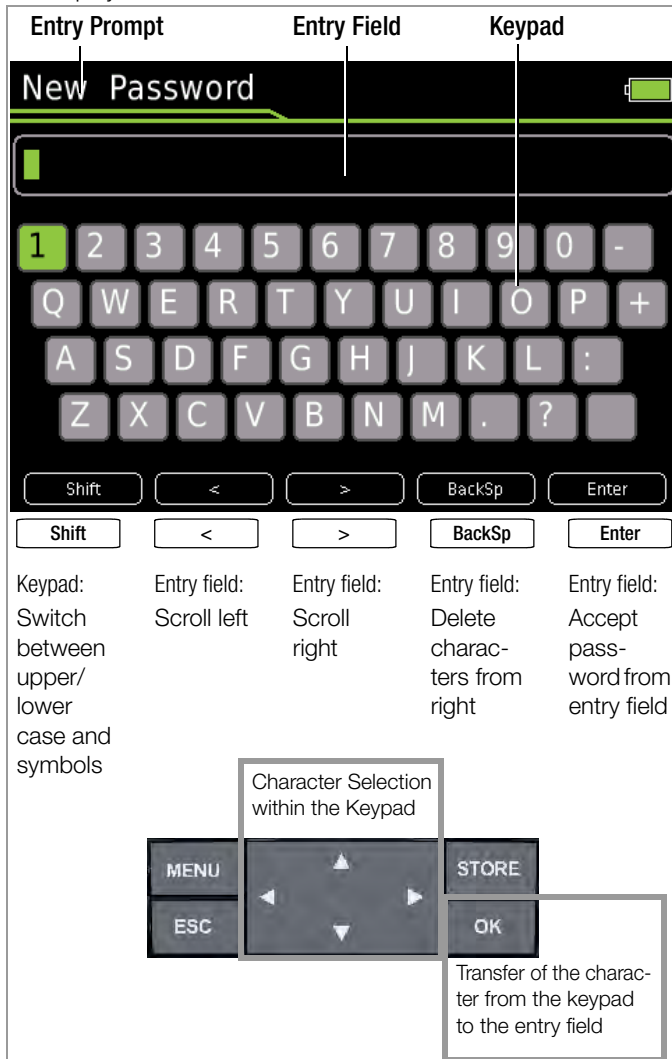 Entry Prompt Entry Field Keypad
New Password
1 2 3 4 5 6 7 8 9 0 -
Q W E R T Y U I O P +
A S D F G H J K L :
Z X C V B N M . ?
Shift < > BackSp Enter
Shift < > BackSp Enter
Keypad:
Switch
between
upper/
lower
case and
symbols
Entry field:
Scroll left
Entry field:
Scroll
right
Entry field:
Delete
charac-
ters from
right
Entry field:
Accept
pass-
word from
entry field
Character Selection
within the Keypad
MENU STORE
ESC OK
Transfer of the charac-
ter from the keypad
to the entry field